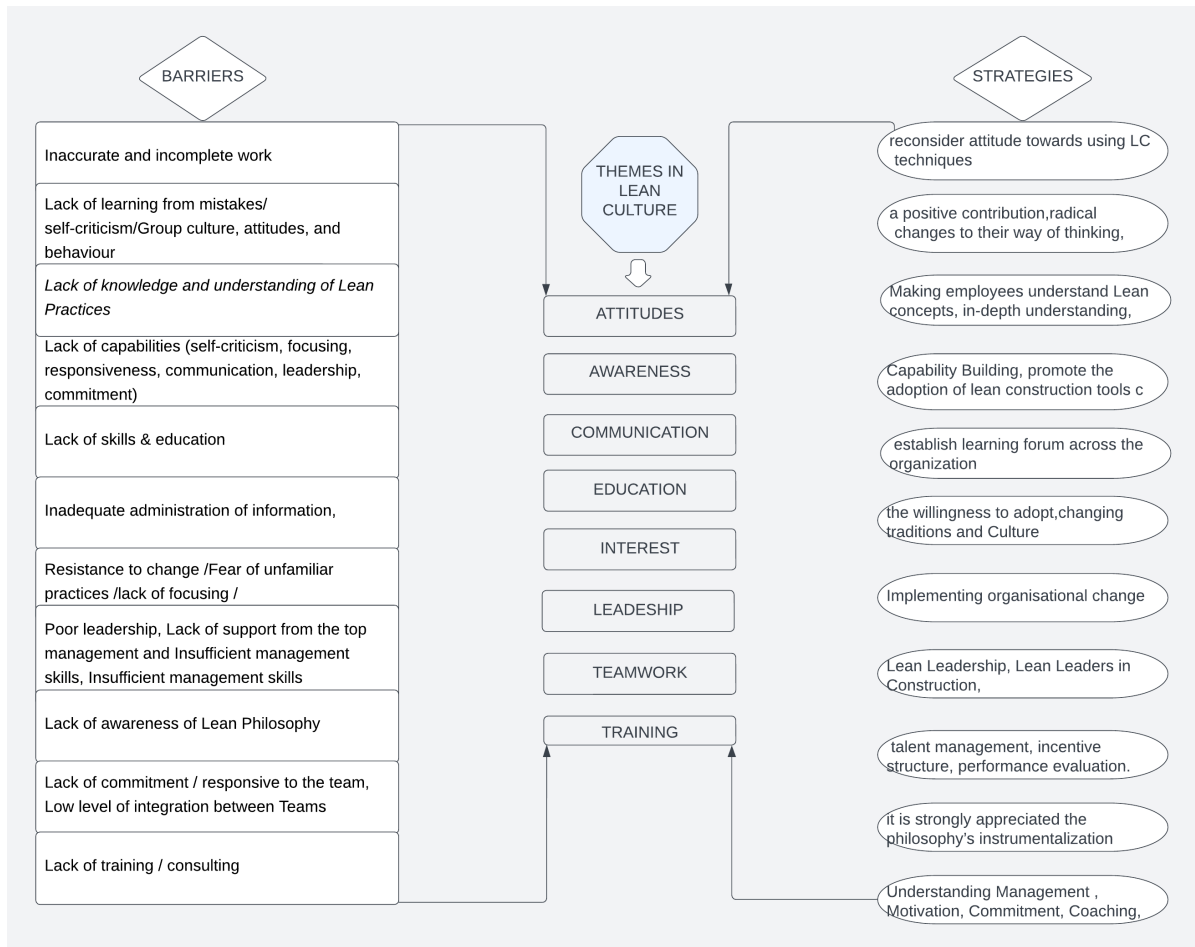 BARRIERS
Inaccurate and incomplete work
Lack of learning from mistakes/
self-criticism/Group culture, attitudes, and
behaviour
Lack of knowledge and understanding of Lean
Practices
Lack of capabilities (self-criticism, focusing,
responsiveness, communication, leadership,
commitment)
Lack of skills & education
Inadequate administration of information,
Resistance to change /Fear of unfamiliar
practices /lack of focusing /
Poor leadership, Lack of support from the top
management and Insufficient management
skills, Insufficient management skills
Lack of awareness of Lean Philosophy
Lack of commitment / responsive to the team,
Low level of integration between Teams
Lack of training / consulting
THEMES IN
LEAN
CULTURE
ATTITUDES
AWARENESS
COMMUNICATION
EDUCATION
INTEREST
LEADESHIP
TEAMWORK
TRAINING
STRATEGIES
reconsider attitude towards using LC
techniques
a positive contribution,radical
changes to their way of thinking,
Making employees understand Lean
concepts, in-depth understanding,
Capability Building, promote the
adoption of lean construction tools c
establish learning forum across the
organization
the willingness to adopt,changing
traditions and Culture
Implementing organisational change
Lean Leadership, Lean Leaders in
Construction,
talent management, incentive
structure, performance evaluation.
it is strongly appreciated the
philosophy's instrumentalization
Understanding Management ,
Motivation, Commitment, Coaching,